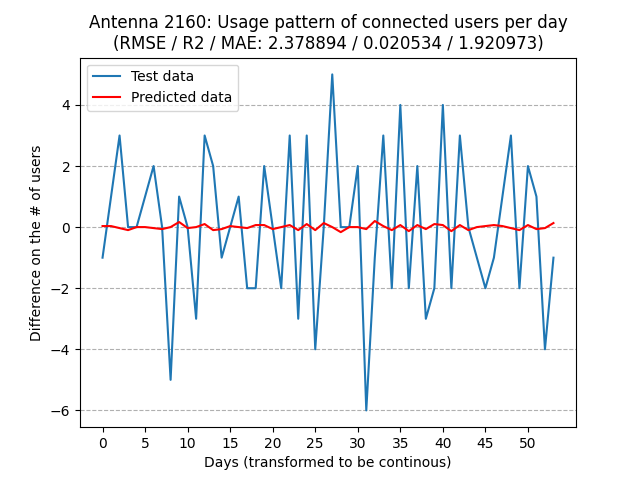 Antenna 2160: Usage pattern of connected users per day
(RMSE / R2 / MAE: 2.378894 / 0.020534 / 1.920973)
Test data
Predicted data
Difference on the # of users
4
2
0
−2
−4
−6
0 5 10 15 20 25 30 35 40 45 50
Days (transformed to be continous)